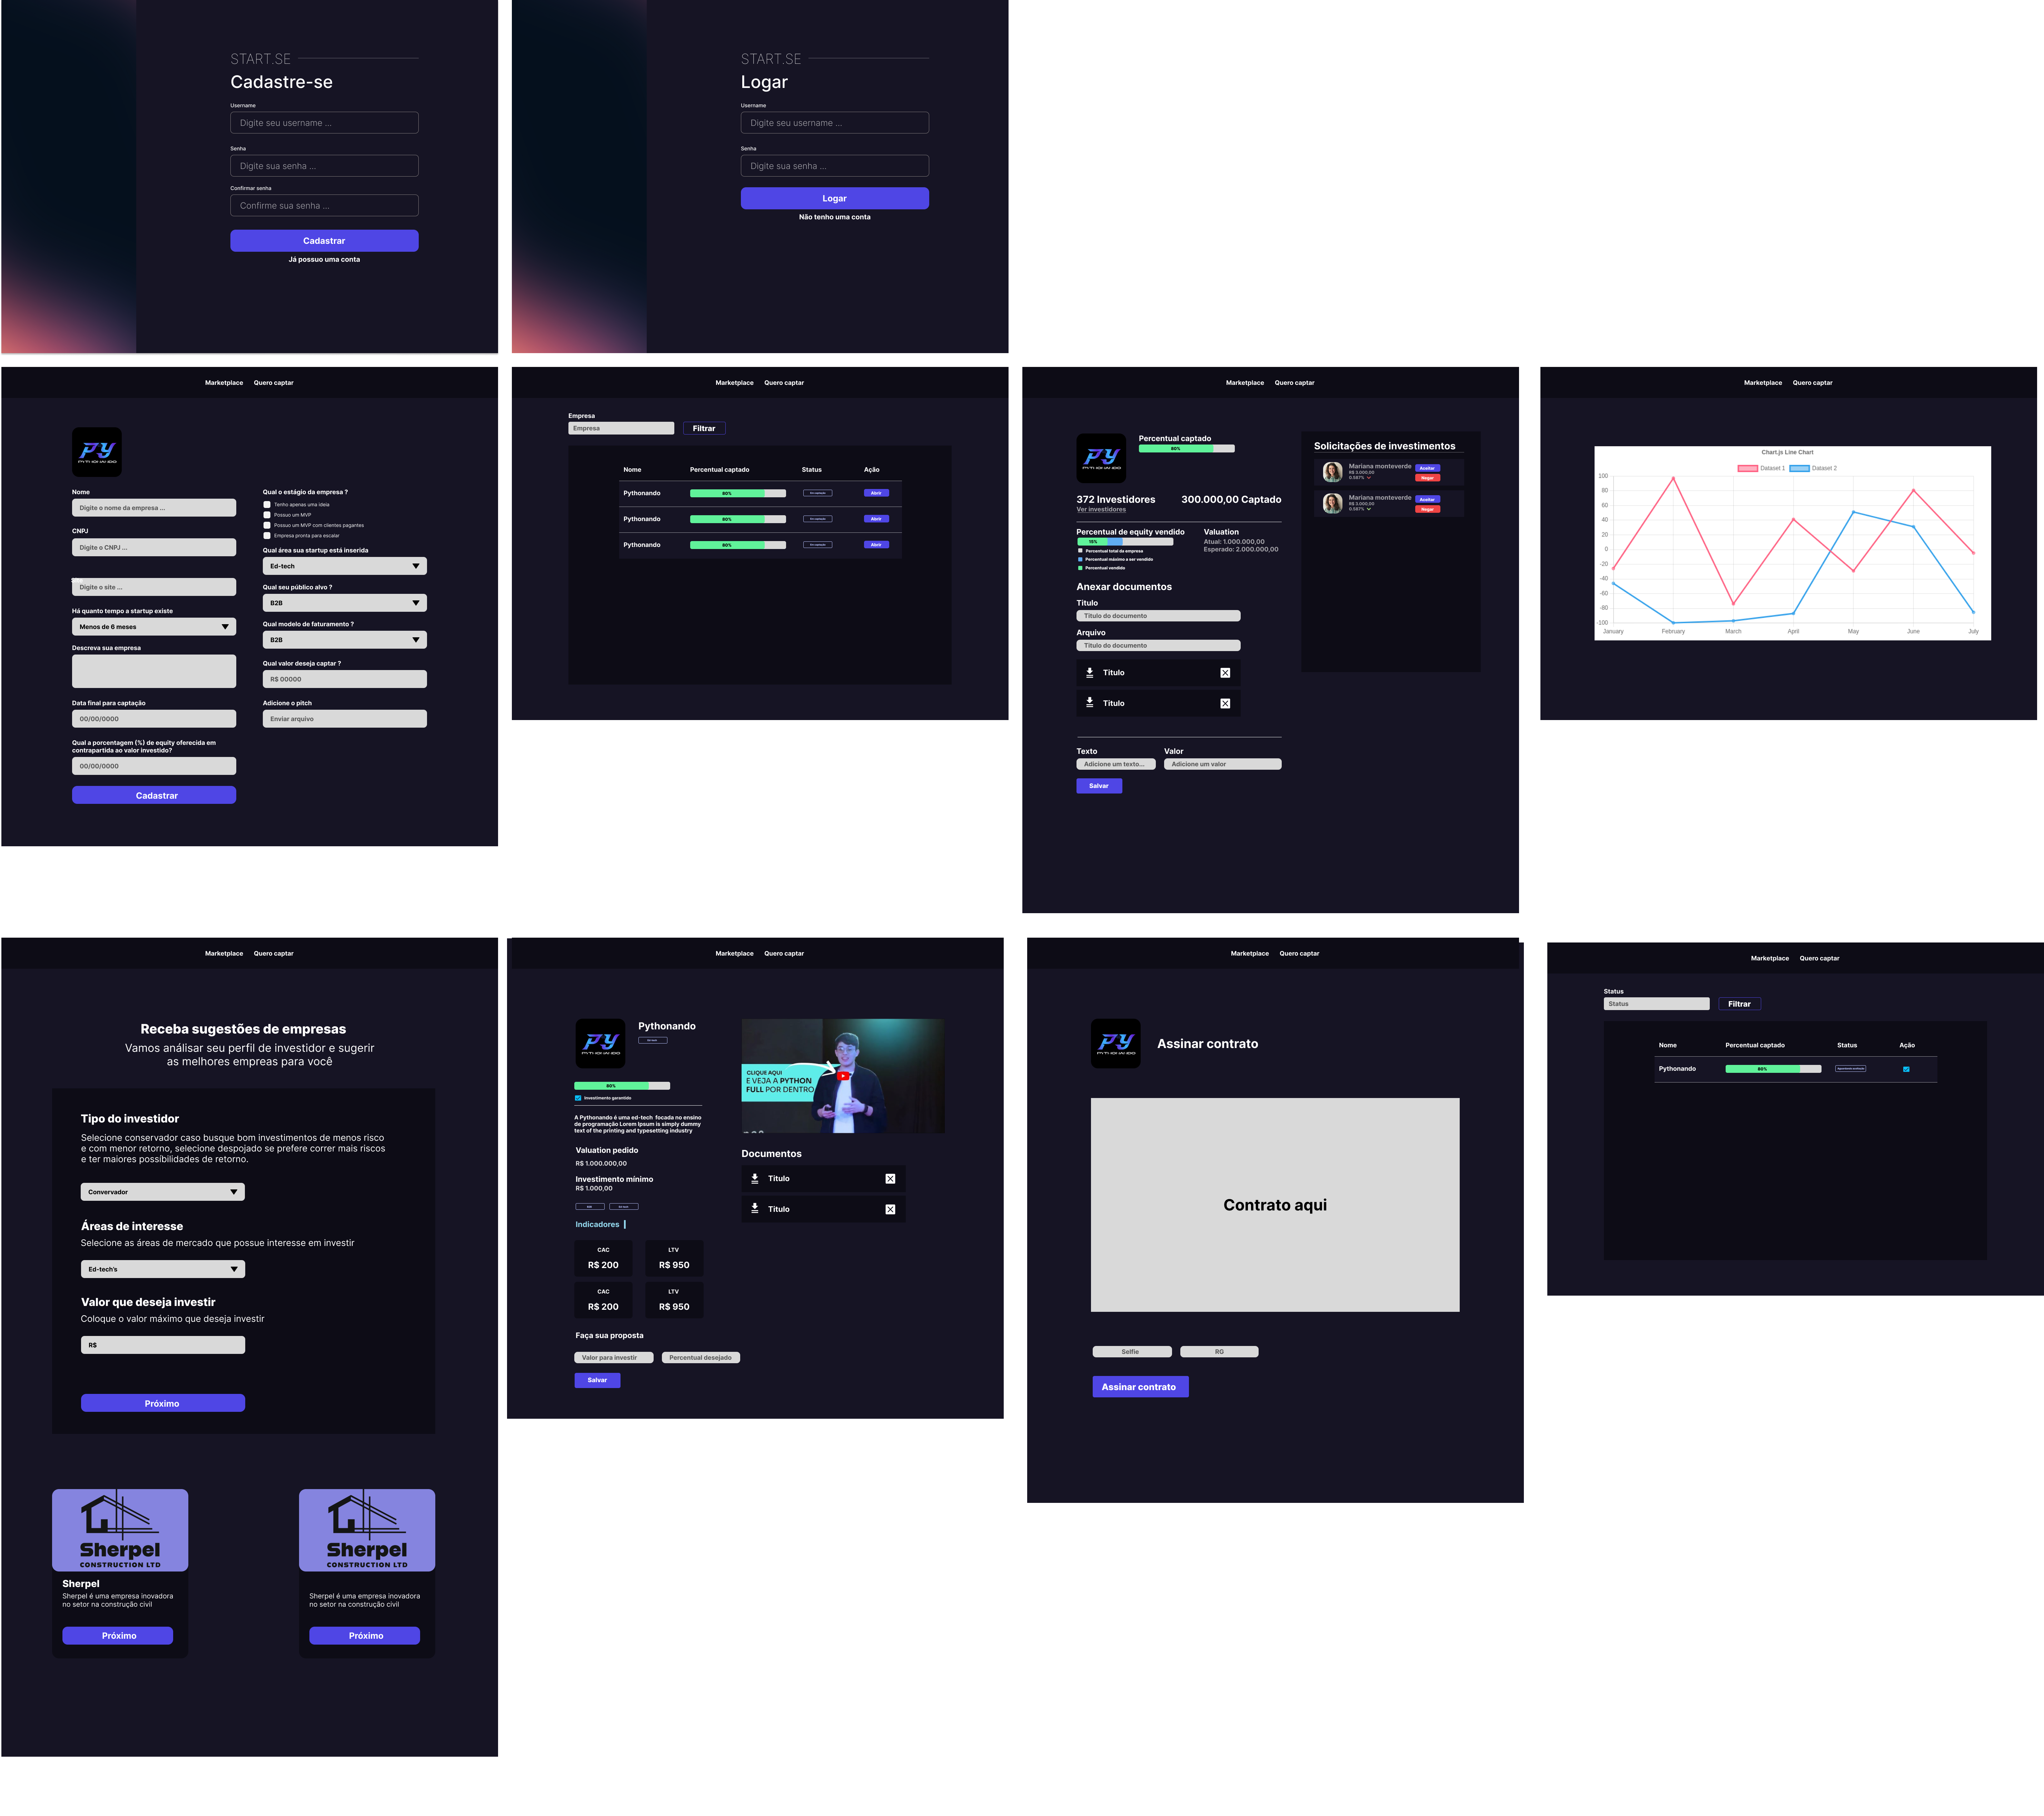 START.SE
Cadastre-se
Username
Digite seu username ...
Senha
Digite sua senha ...
Confirmar senha
Confirme sua senha ...
Cadastrar
Já possuo uma conta
START.SE
Logar
Username
Digite seu username ...
Senha
Digite sua senha ...
Logar
Não tenho uma conta
Marketplace Quero captar
PY
PYTHONANDO
Nome
Digite o nome da empresa ...
CNPJ
Digite o CNPJ ...
Digite o site ...
Há quanto tempo a startup existe
Menos de 6 meses
Descreva sua empresa
Data final para captação
00/00/0000
Qual a porcentagem (%) de equity oferecida em
contrapartida ao valor investido?
00/00/0000
Cadastrar
Qual o estágio da empresa ?
Tenho apenas uma ideia
Possuo um MVP
Possuo um MVP com clientes pagantes
Empresa pronta para escalar
Qual área sua startup está inserida
Ed-tech
Qual seu público alvo ?
B2B
Qual modelo de faturamento ?
B2B
Qual valor deseja captar ?
R$ 00000
Adicione o pitch
Enviar arquivo
Marketplace Quero captar
Empresa
Empresa Filtrar
Nome Percentual captado Status Ação
Pythonando 80% Em captação Abrir
Pythonando 80% Em captação Abrir
Pythonando 80% Em captação Abrir
Marketplace Quero captar
PY
PYTHONANDO
Percentual captado
80%
372 Investidores 300.000,00 Captado
Ver investidores
Percentual de equity vendido
15%
Percentual total da empresa
Percentual máximo a ser vendido
Percentual vendido
Valuation
Atual: 1.000.000,00
Esperado: 2.000.000,00
Anexar documentos
Titulo
Titulo do documento
Arquivo
Titulo do documento
Titulo
Titulo
Texto Valor
Adicione um texto... Adicione um valor
Salvar
Solicitações de investimentos
Mariana monteverde Aceitar
R$ 3.000,00
0.587% Negar
Mariana monteverde Aceitar
R$ 3.000,00
0.587% Negar
Marketplace Quero captar
Chart.js Line Chart
Dataset 1 Dataset 2
100
80
60
40
20
0
-20
-40
-60
-80
-100
January February March April May June July
Marketplace Quero captar
Receba sugestões de empresas
Vamos análisar seu perfil de investidor e sugerir
as melhores empreas para você
Tipo do investidor
Selecione conservador caso busque bom investimentos de menos risco
e com menor retorno, selecione despojado se prefere correr mais riscos
e ter maiores possíbilidades de retorno.
Convervador
Áreas de interesse
Selecione as áreas de mercado que possue interesse em investir
Ed-tech's
Valor que deseja investir
Coloque o valor máximo que deseja investir
R$
Próximo
Sherpel
CONSTRUCTION LTD
Sherpel
Sherpel é uma empresa inovadora
no setor na construção civil
Próximo
Sherpel
CONSTRUCTION LTD
Sherpel é uma empresa inovadora
no setor na construção civil
Próximo
Marketplace Quero captar
PY
PYTHONANDO
Pythonando
Ed-tech
80%
Investimento garantido
A Pythonando é uma ed-tech focada no ensino
de programação Lorem Ipsum is simply dummy
text of the printing and typesetting industry
Valuation pedido
R$ 1.000.000,00
Investimento mínimo
R$ 1.000,00
B2B Ed-tech
Indicadores
CAC
R$ 200
LTV
R$ 950
CAC
R$ 200
LTV
R$ 950
Faça sua proposta
Valor para investir Percentual desejado
Salvar
CLIQUE AQUI
E VEJA A PYTHON
FULL POR DENTRO
Documentos
Titulo
Titulo
Marketplace Quero captar
PY
PYTHONANDO
Assinar contrato
Contrato aqui
Selfie RG
Assinar contrato
Marketplace Quero captar
Status
Status Filtrar
Nome Percentual captado Status Ação
Pythonando 80%